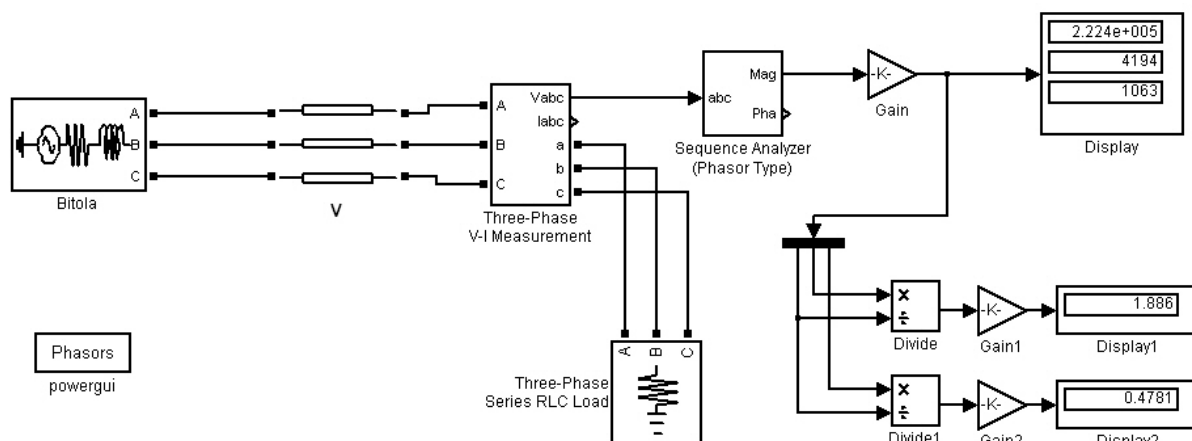 A
B
C
Bitola
V
A
B
C
Vabc
Iabc
a
b
c
Three-Phase
V-I Measurement
abc
Mag
Pha
Sequence Analyzer
(Phasor Type)
-K-
Gain
2.224e+005
4194
1063
Display
×
÷
Divide
-K-
Gain1
1.886
Display1
×
÷
Divide1
-K-
Gain2
0.4781
Display2
Phasors
powergui
A
B
C
Three-Phase
Series RLC Load